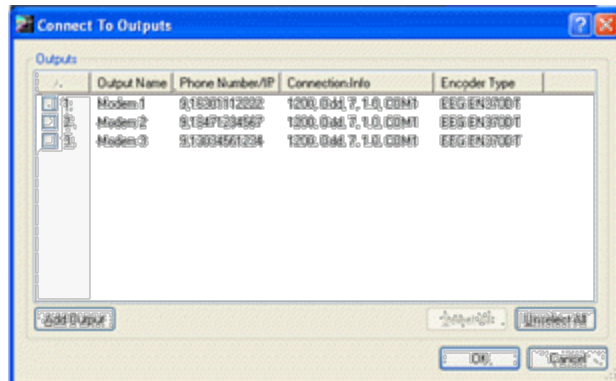 Connect To Outputs
Outputs
Output Name Phone Number/IP Connection Info Encoder Type
1: Modem 1 1200, Odd, 7, 1.0, COM1 EEG EN370DT
2: Modem 2 9,18471234567 1200, Odd, 7, 1.0, COM1 EEG EN370DT
3: Modem 3 9,13034561234 1200, Odd, 7, 1.0, COM1 EEG EN370DT
Add Output Unselect All
OK Cancel